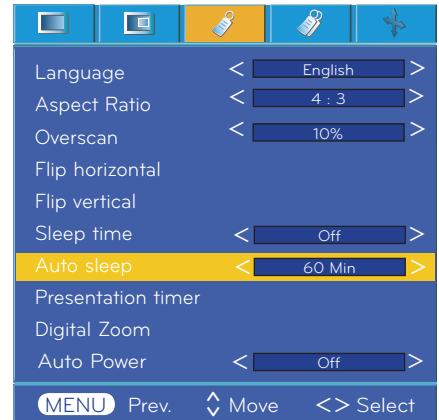 Language < English >
Aspect Ratio < 4 : 3 >
Overscan < 10% >
Flip horizontal
Flip vertical
Sleep time < Off >
Auto sleep < 60 Min >
Presentation timer
Digital Zoom
Auto Power < Off >
MENU Prev. Move <> Select